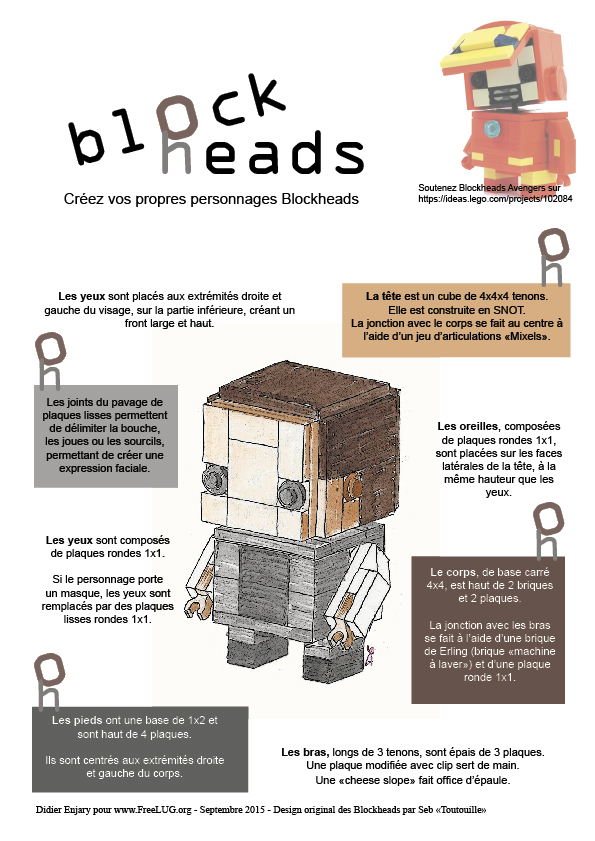 block
heads
Créez vos propres personnages Blockheads
Soutenez Blockheads Avengers sur
https://ideas.lego.com/projects/102084
Les yeux sont placés aux extrémités droite et
gauche du visage, sur la partie inférieure, créant un
front large et haut.
oh
La tête est un cube de 4x4x4 tenons.
Elle est construite en SNOT.
La jonction avec le corps se fait au centre à
l'aide d'un jeu d'articulations «Mixels».
oh
Les joints du pavage de
plaques lisses permettent
de délimiter la bouche,
les joues ou les sourcils,
permettant de créer une
expression faciale.
Les oreilles, composées
de plaques rondes 1x1,
sont placées sur les faces
latérales de la tête, à la
même hauteur que les
yeux.
Les yeux sont composés
de plaques rondes 1x1.
Si le personnage porte
un masque, les yeux sont
remplacés par des plaques
lisses rondes 1x1.
oh
Le corps, de base carré
4x4, est haut de 2 briques
et 2 plaques.
La jonction avec les bras
se fait à l'aide d'une brique
de Erling (brique «machine
à laver») et d'une plaque
ronde 1x1.
oh
Les pieds ont une base de 1x2 et
sont haut de 4 plaques.
Ils sont centrés aux extrémités droite
et gauche du corps.
Les bras, longs de 3 tenons, sont épais de 3 plaques.
Une plaque modifiée avec clip sert de main.
Une «cheese slope» fait office d'épaule.
Didier Enjary pour www.FreeLUG.org - Septembre 2015 - Design original des Blockheads par Seb «Toutouille»